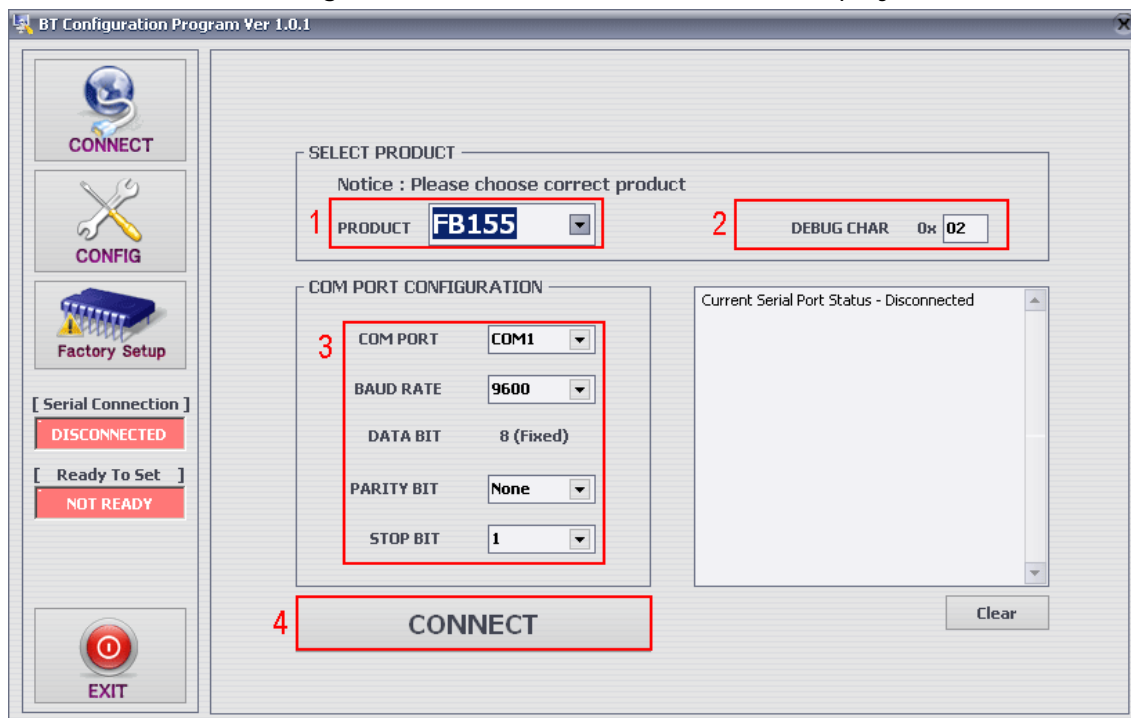 BT Configuration Program Ver 1.0.1
CONNECT
CONFIG
Factory Setup
[ Serial Connection ]
DISCONNECTED
[ Ready To Set ]
NOT READY
EXIT
SELECT PRODUCT
Notice : Please choose correct product
1 PRODUCT FB155
2 DEBUG CHAR 0x 02
COM PORT CONFIGURATION
3 COM PORT COM1
BAUD RATE 9600
DATA BIT 8 (Fixed)
PARITY BIT None
STOP BIT 1
Current Serial Port Status - Disconnected
4 CONNECT
Clear